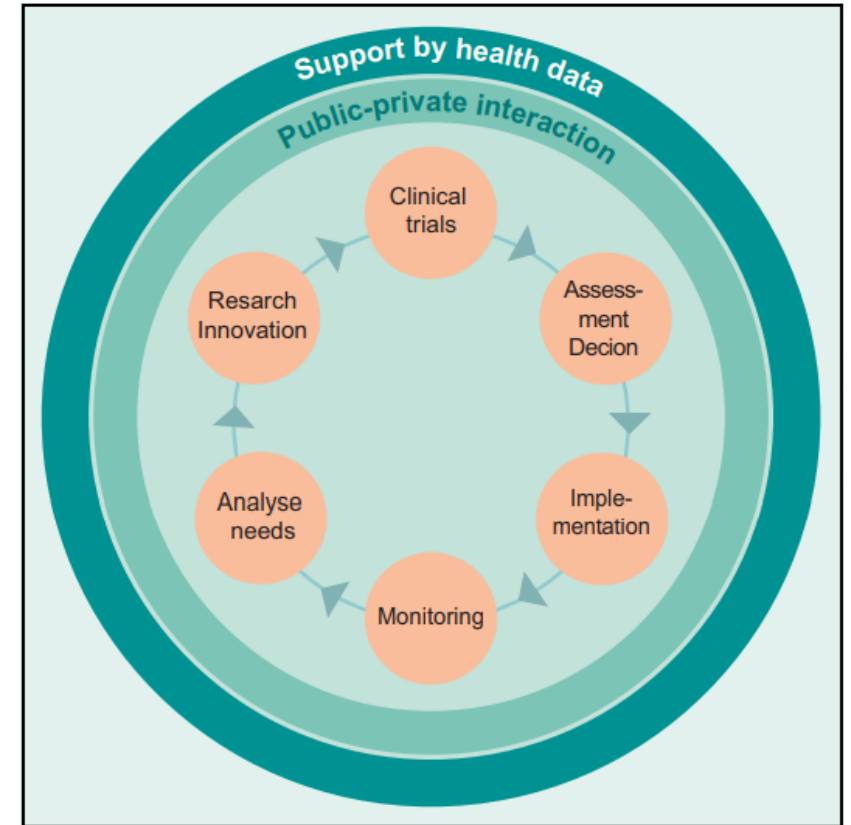 Support by health data
Public-private interaction
Clinical
trials
Assess-
ment
Decion
Imple-
mentation
Monitoring
Analyse
needs
Resarch
Innovation